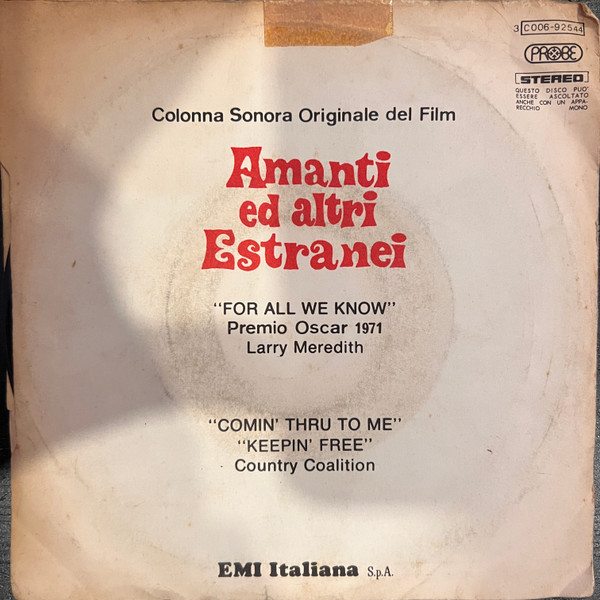 3 C006-92544
PROBE
STEREO
QUESTO DISCO PUO'
ESSERE ASCOLTATO
ANCHE CON UN APPA-
RECCHIO MONO
Colonna Sonora Originale del Film
Amanti
ed altri
Estranei
"FOR ALL WE KNOW"
Premio Oscar 1971
Larry Meredith
"COMIN' THRU TO ME"
"KEEPIN' FREE"
Country Coalition
EMI Italiana S.p.A.